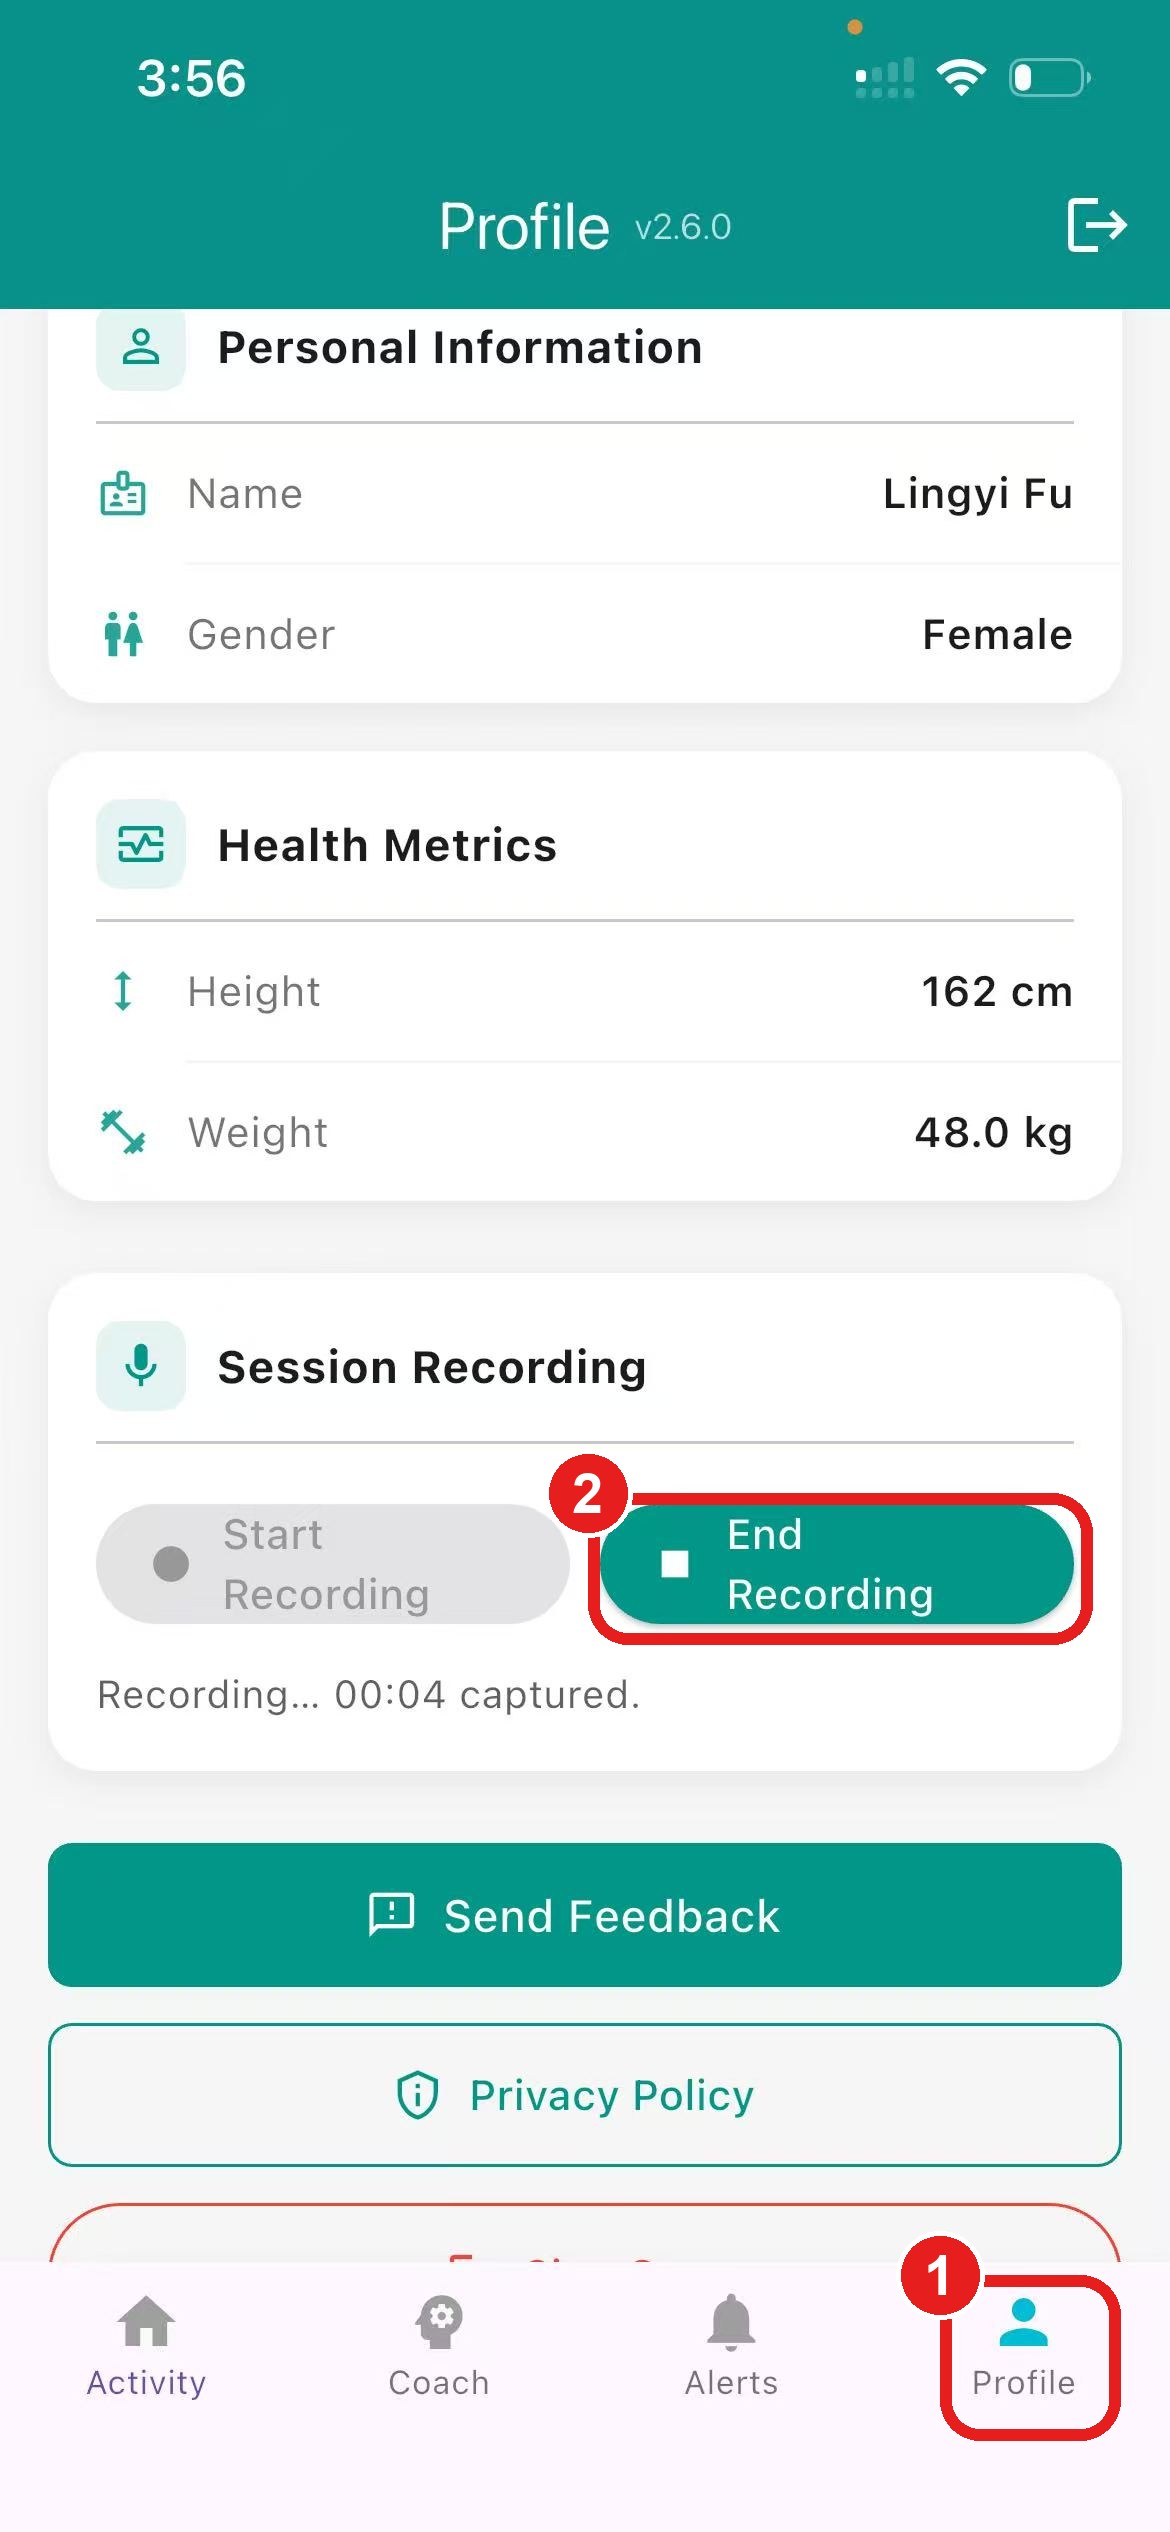 3:56
Profile v2.6.0
Personal Information
Name Lingyi Fu
Gender Female
Health Metrics
Height 162 cm
Weight 48.0 kg
Session Recording
2
Start
Recording
End
Recording
Recording... 00:04 captured.
Send Feedback
Privacy Policy
1
Activity Coach Alerts Profile